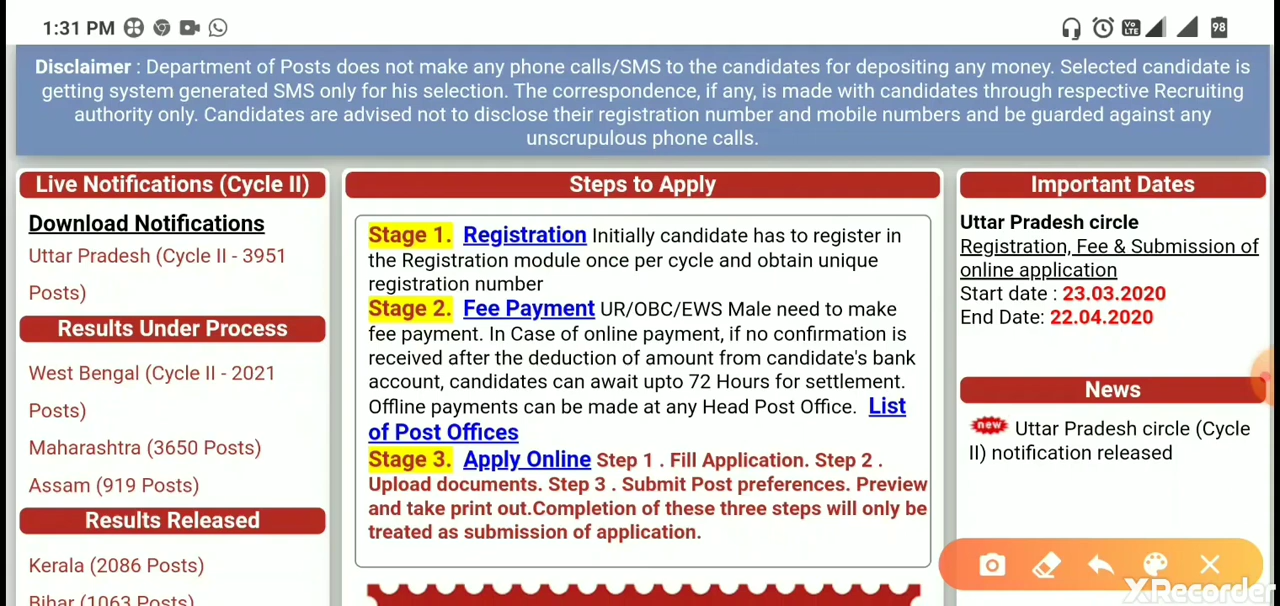 1:31 PM
Vo LTE
98
Disclaimer : Department of Posts does not make any phone calls/SMS to the candidates for depositing any money. Selected candidate is
getting system generated SMS only for his selection. The correspondence, if any, is made with candidates through respective Recruiting
authority only. Candidates are advised not to disclose their registration number and mobile numbers and be guarded against any
unscrupulous phone calls.
Live Notifications (Cycle II)
Download Notifications
Uttar Pradesh (Cycle II - 3951
Posts)
Results Under Process
West Bengal (Cycle II - 2021
Posts)
Maharashtra (3650 Posts)
Assam (919 Posts)
Results Released
Kerala (2086 Posts)
Bihar (1063 Posts)
Steps to Apply
Stage 1. Registration Initially candidate has to register in
the Registration module once per cycle and obtain unique
registration number
Stage 2. Fee Payment UR/OBC/EWS Male need to make
fee payment. In Case of online payment, if no confirmation is
received after the deduction of amount from candidate's bank
account, candidates can await upto 72 Hours for settlement.
Offline payments can be made at any Head Post Office. List
of Post Offices
Stage 3. Apply Online Step 1 . Fill Application. Step 2 .
Upload documents. Step 3 . Submit Post preferences. Preview
and take print out.Completion of these three steps will only be
treated as submission of application.
Important Dates
Uttar Pradesh circle
Registration, Fee & Submission of
online application
Start date : 23.03.2020
End Date: 22.04.2020
News
new Uttar Pradesh circle (Cycle
II) notification released
XRecorder